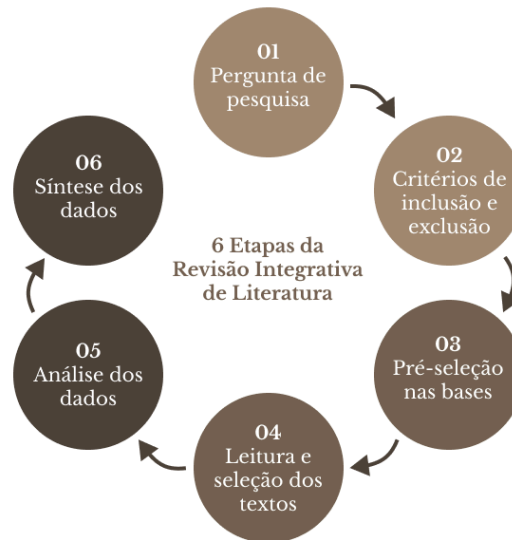 01
Pergunta de
pesquisa
02
Critérios de
inclusão e
exclusão
03
Pré-seleção
nas bases
04
Leitura e
seleção dos
textos
05
Análise dos
dados
06
Síntese dos
dados
6 Etapas da
Revisão Integrativa
de Literatura